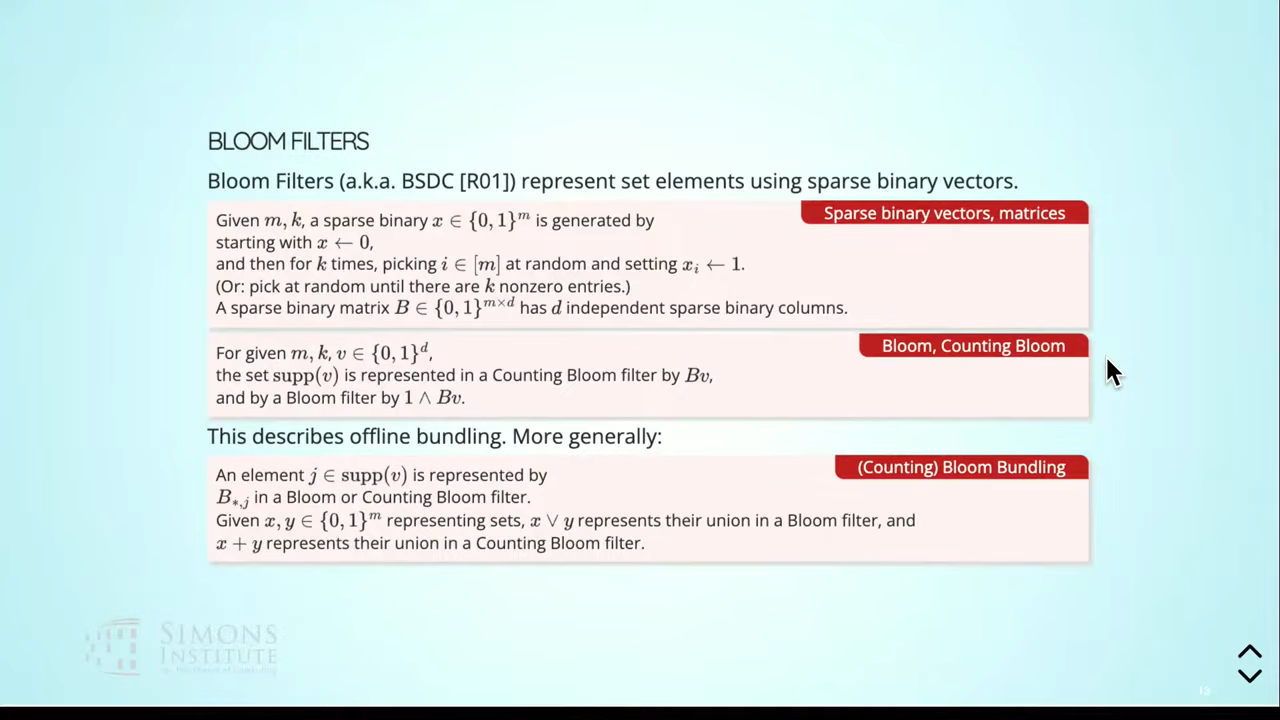 BLOOM FILTERS
Bloom Filters (a.k.a. BSDC [R01]) represent set elements using sparse binary vectors.
Sparse binary vectors, matrices
Given m, k, a sparse binary x ∈ {0, 1}^m is generated by
starting with x ← 0,
and then for k times, picking i ∈ [m] at random and setting x_i ← 1.
(Or: pick at random until there are k nonzero entries.)
A sparse binary matrix B ∈ {0, 1}^{m×d} has d independent sparse binary columns.
Bloom, Counting Bloom
For given m, k, v ∈ {0, 1}^d,
the set supp(v) is represented in a Counting Bloom filter by Bv,
and by a Bloom filter by 1 ∧ Bv.
This describes offline bundling. More generally:
(Counting) Bloom Bundling
An element j ∈ supp(v) is represented by
B_{*,j} in a Bloom or Counting Bloom filter.
Given x, y ∈ {0, 1}^m representing sets, x ∨ y represents their union in a Bloom filter, and
x + y represents their union in a Counting Bloom filter.
SIMONS
INSTITUTE
13